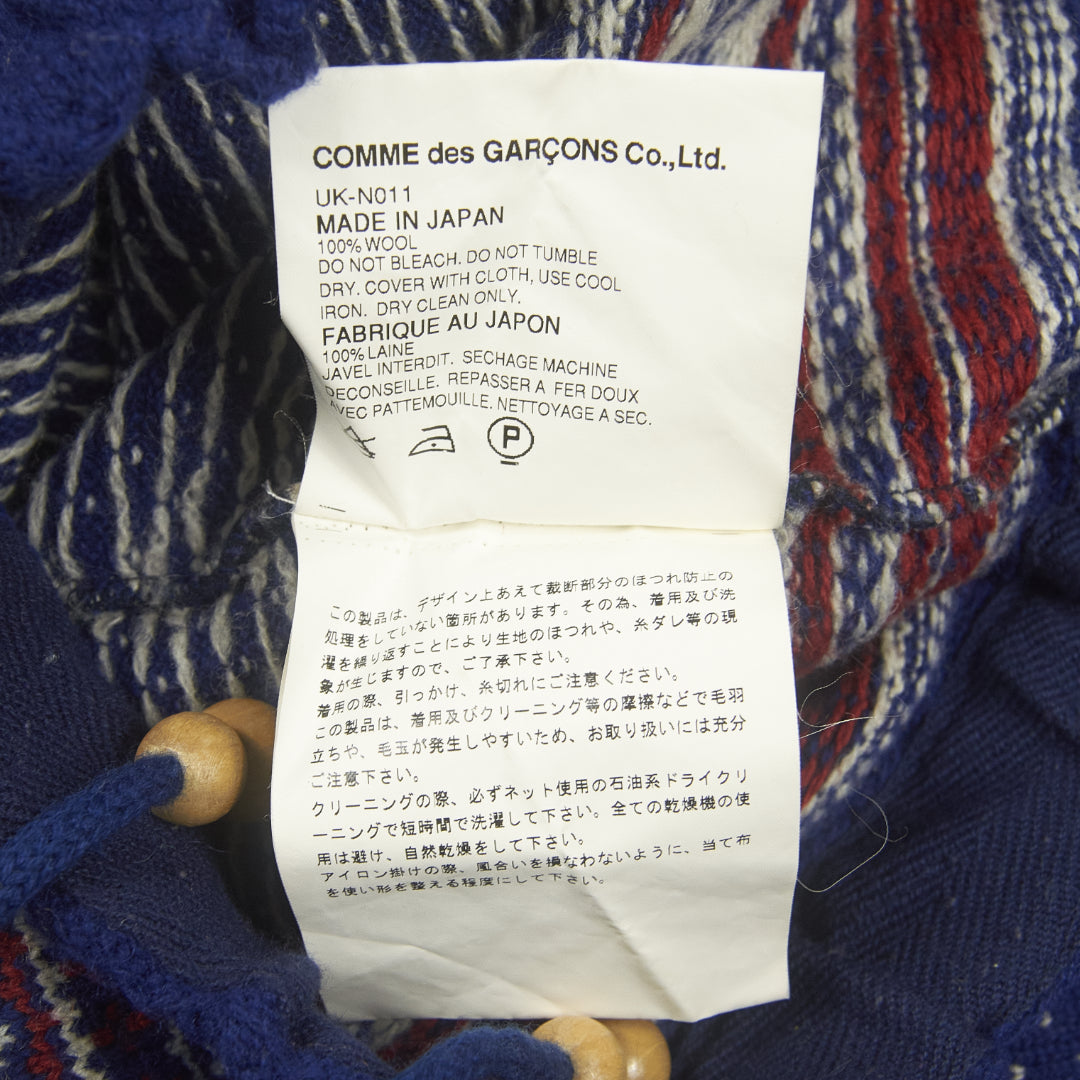 COMME des GARÇONS Co.,Ltd.
UK-N011
MADE IN JAPAN
100% WOOL
DO NOT BLEACH. DO NOT TUMBLE
DRY. COVER WITH CLOTH, USE COOL
IRON. DRY CLEAN ONLY.
FABRIQUE AU JAPON
100% LAINE
JAVEL INTERDIT. SECHAGE MACHINE
DECONSEILLE. REPASSER A FER DOUX
AVEC PATTEMOUILLE. NETTOYAGE A SEC.
P
この製品は、デザイン上あえて裁断部分のほつれ防止の
処理をしていない箇所があります。その為、着用及び洗
濯を繰り返すことにより生地のほつれや、糸ダレ等の現
象が生じますので、ご了承下さい。
着用の際、引っかけ、糸切れにご注意ください。
この製品は、着用及びクリーニング等の摩擦などで毛羽
立ちや、毛玉が発生しやすいため、お取り扱いには充分
ご注意下さい。
クリーニングの際、必ずネット使用の石油系ドライクリ
ーニングで短時間で洗濯して下さい。全ての乾燥機の使
用は避け、自然乾燥をして下さい。
アイロン掛けの際、風合いを損なわないように、当て布
を使い形を整える程度にして下さい。